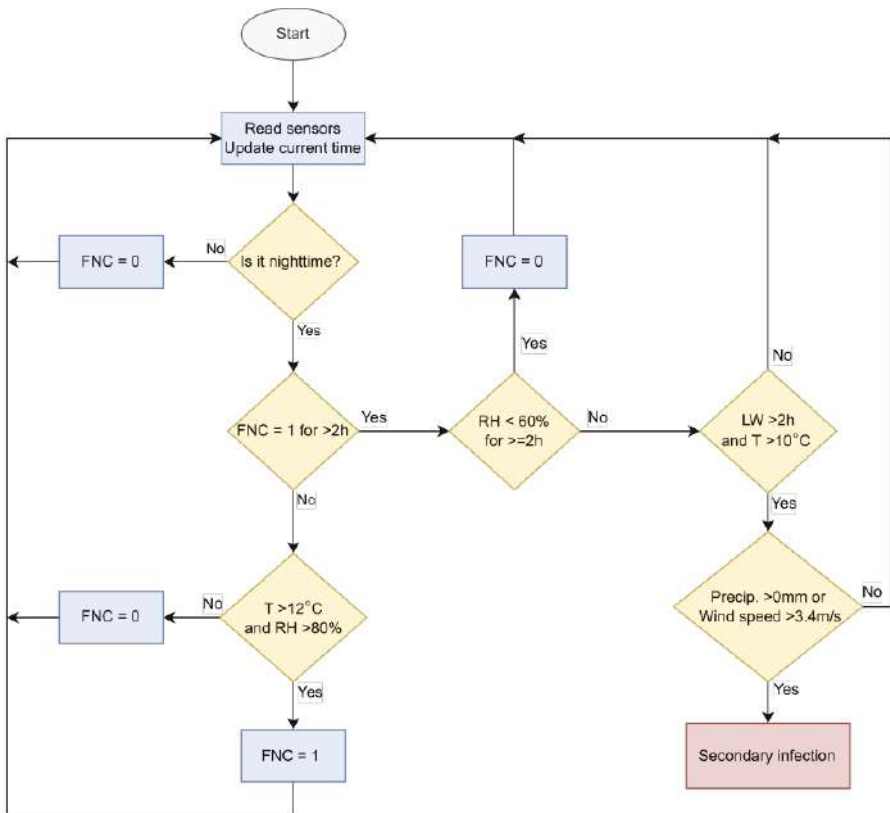 Start
Read sensors
Update current time
No
FNC = 0
Is it nighttime?
FNC = 0
Yes
Yes
No
FNC = 1 for >2h
Yes
RH < 60%
for >=2h
No
LW >2h
and T >10°C
No
Yes
FNC = 0
No
T >12°C
and RH >80%
Precip. >0mm or
Wind speed >3.4m/s
No
Yes
Yes
FNC = 1
Secondary infection